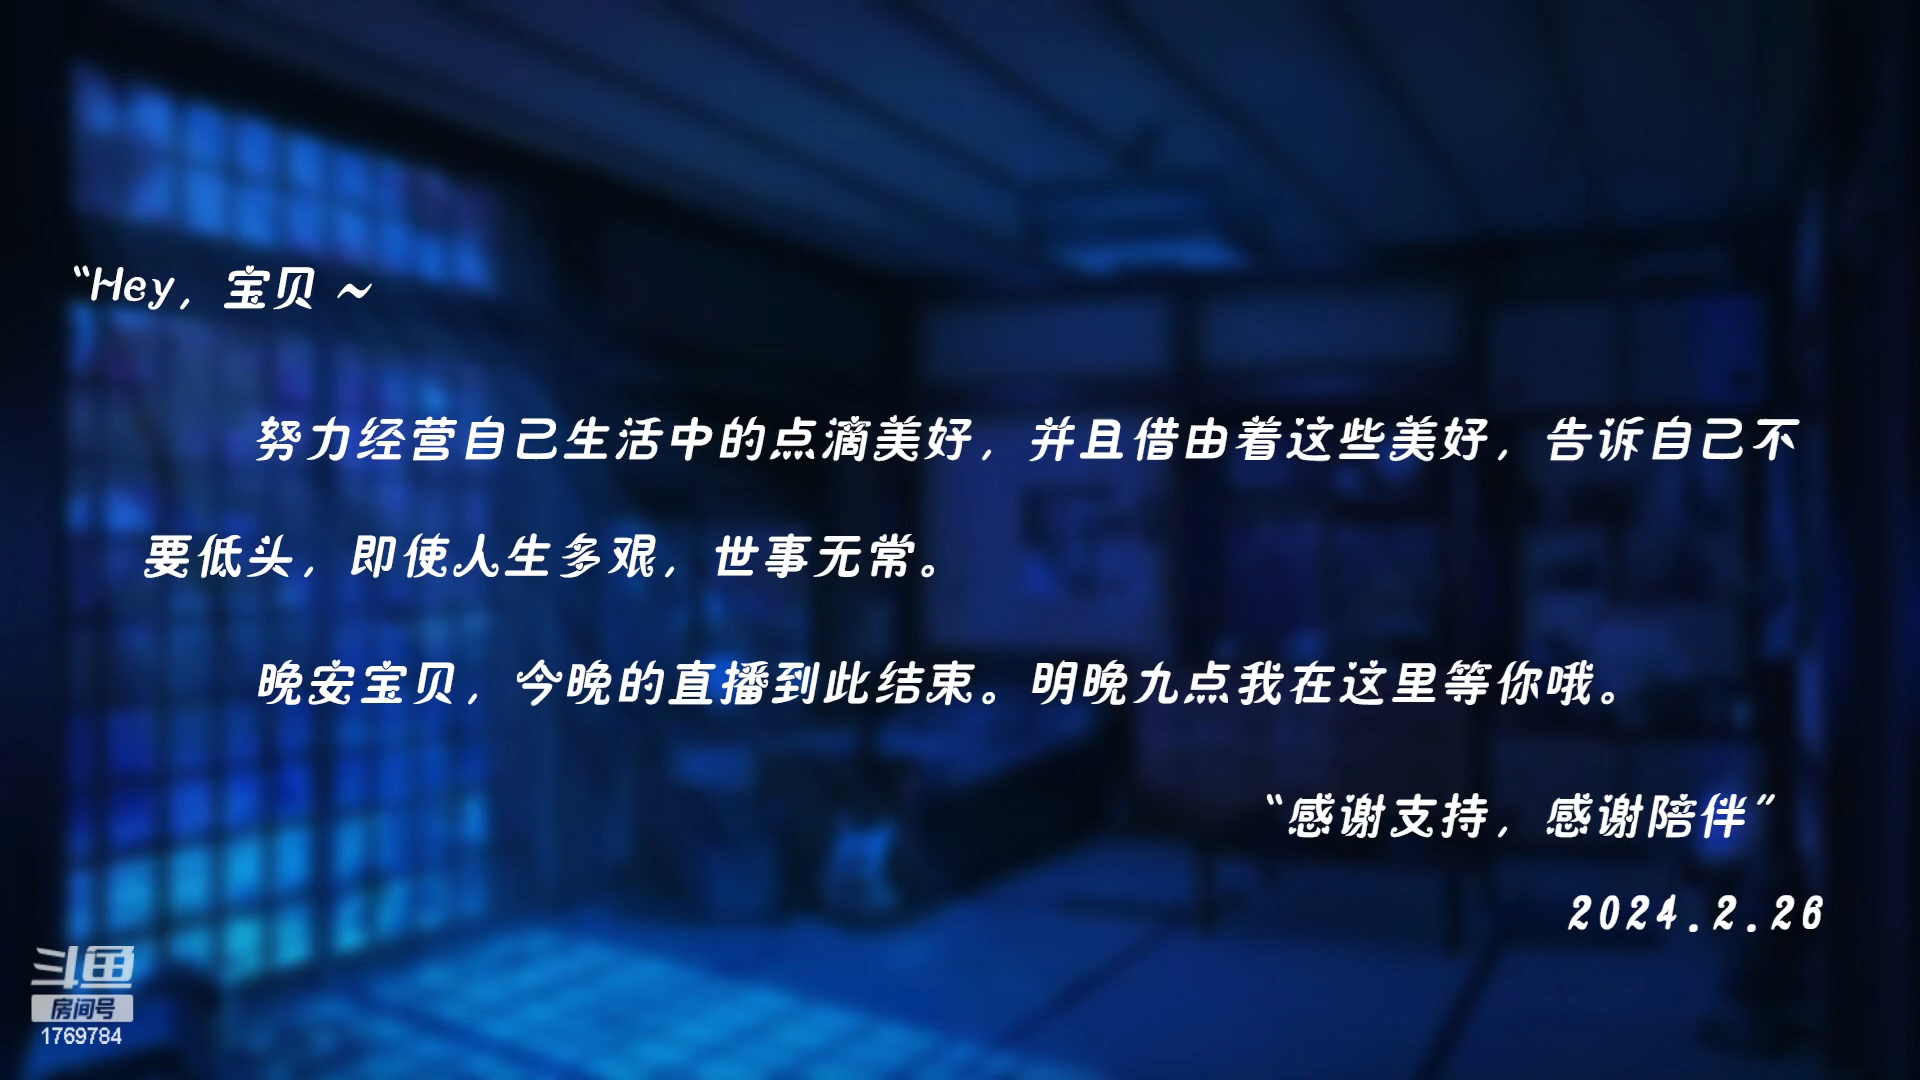 “Hey，宝贝～
努力经营自己生活中的点滴美好，并且借由着这些美好，告诉自己不
要低头，即使人生多艰，世事无常。
晚安宝贝，今晚的直播到此结束。明晚九点我在这里等你哦。
“感谢支持，感谢陪伴”
2024.2.26
斗鱼
房间号
1769784